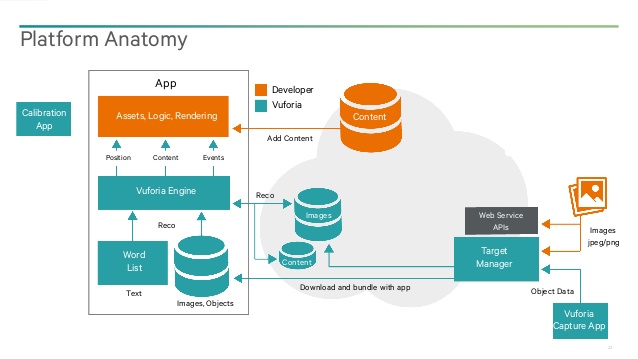 Platform Anatomy
App
Developer
Vuforia
Calibration
App
Assets, Logic, Rendering
Content
Add Content
Position
Content
Events
Vuforia Engine
Reco
Images
Reco
Content
Word
List
Text
Images, Objects
Download and bundle with app
Web Service
APIs
Images
jpeg/png
Target
Manager
Object Data
Vuforia
Capture App